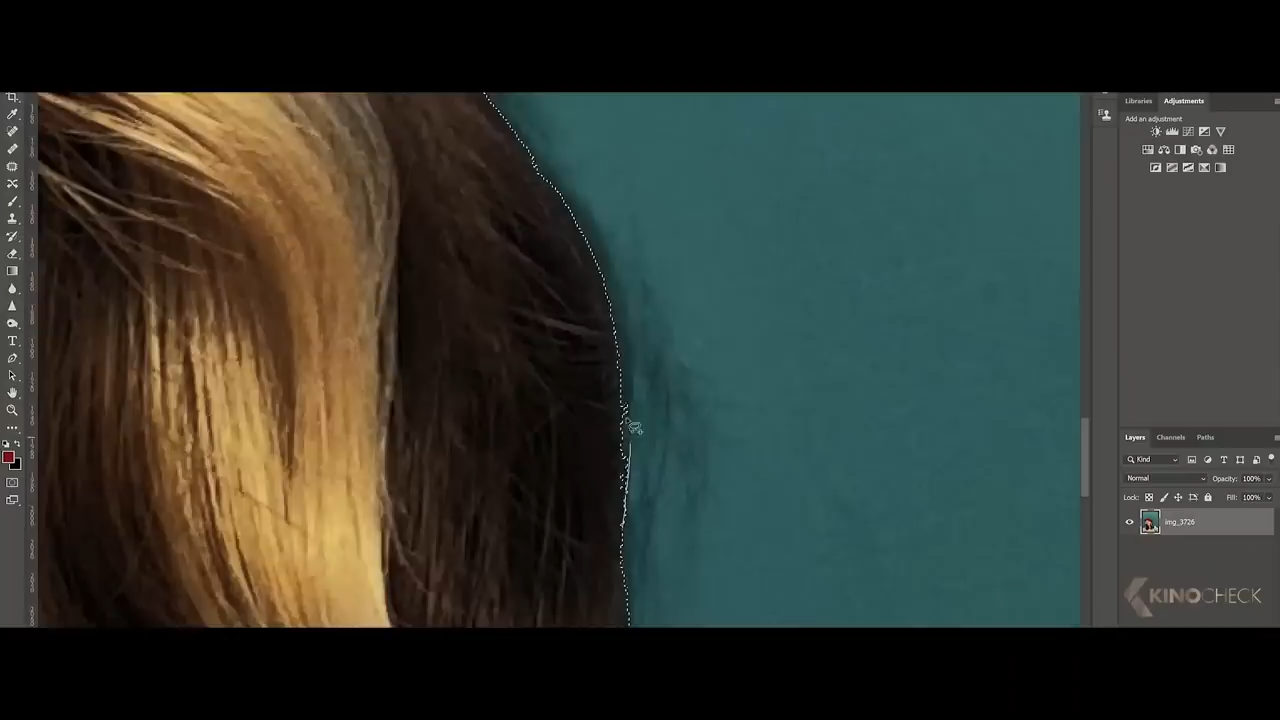 Libraries Adjustments
Add an adjustment
Layers Channels Paths
Kind
Normal Opacity: 100%
Lock: Fill: 100%
img_3726
KINOCHECK